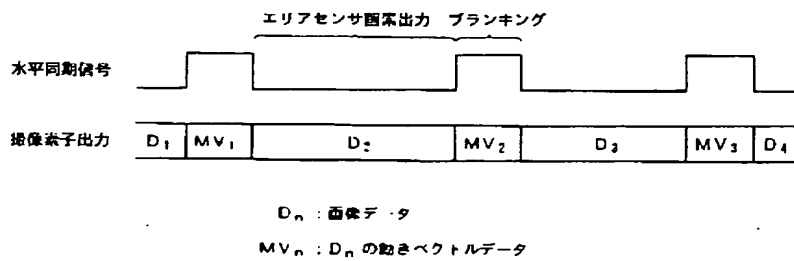 エリアセンサ画素出力 ブランキング
水平同期信号
撮像素子出力 D1 MV1 D2 MV2 D3 MV3 D4
Dn : 画像データ
MVn : Dnの動きベクトルデータ